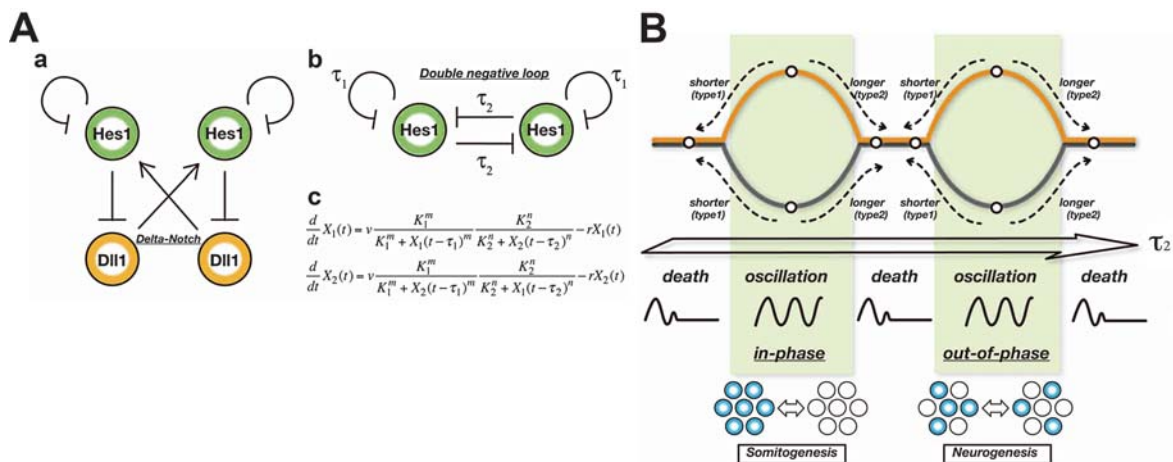 A
a
Hes1
Hes1
Delta-Notch
Dll1
Dll1
b
Double negative loop
τ1
τ1
τ2
Hes1
Hes1
τ2
c
d/dt X1(t) = v K1^m/(K1^m + X1(t−τ1)^m) K2^n/(K2^n + X2(t−τ2)^n) − rX1(t)
d/dt X2(t) = v K1^m/(K1^m + X2(t−τ1)^m) K2^n/(K2^n + X1(t−τ2)^n) − rX2(t)
B
shorter (type1)
longer (type2)
shorter (type1)
longer (type2)
shorter (type1)
longer (type2)
shorter (type1)
longer (type2)
τ2
death
oscillation
death
oscillation
death
in-phase
out-of-phase
Somitogenesis
Neurogenesis